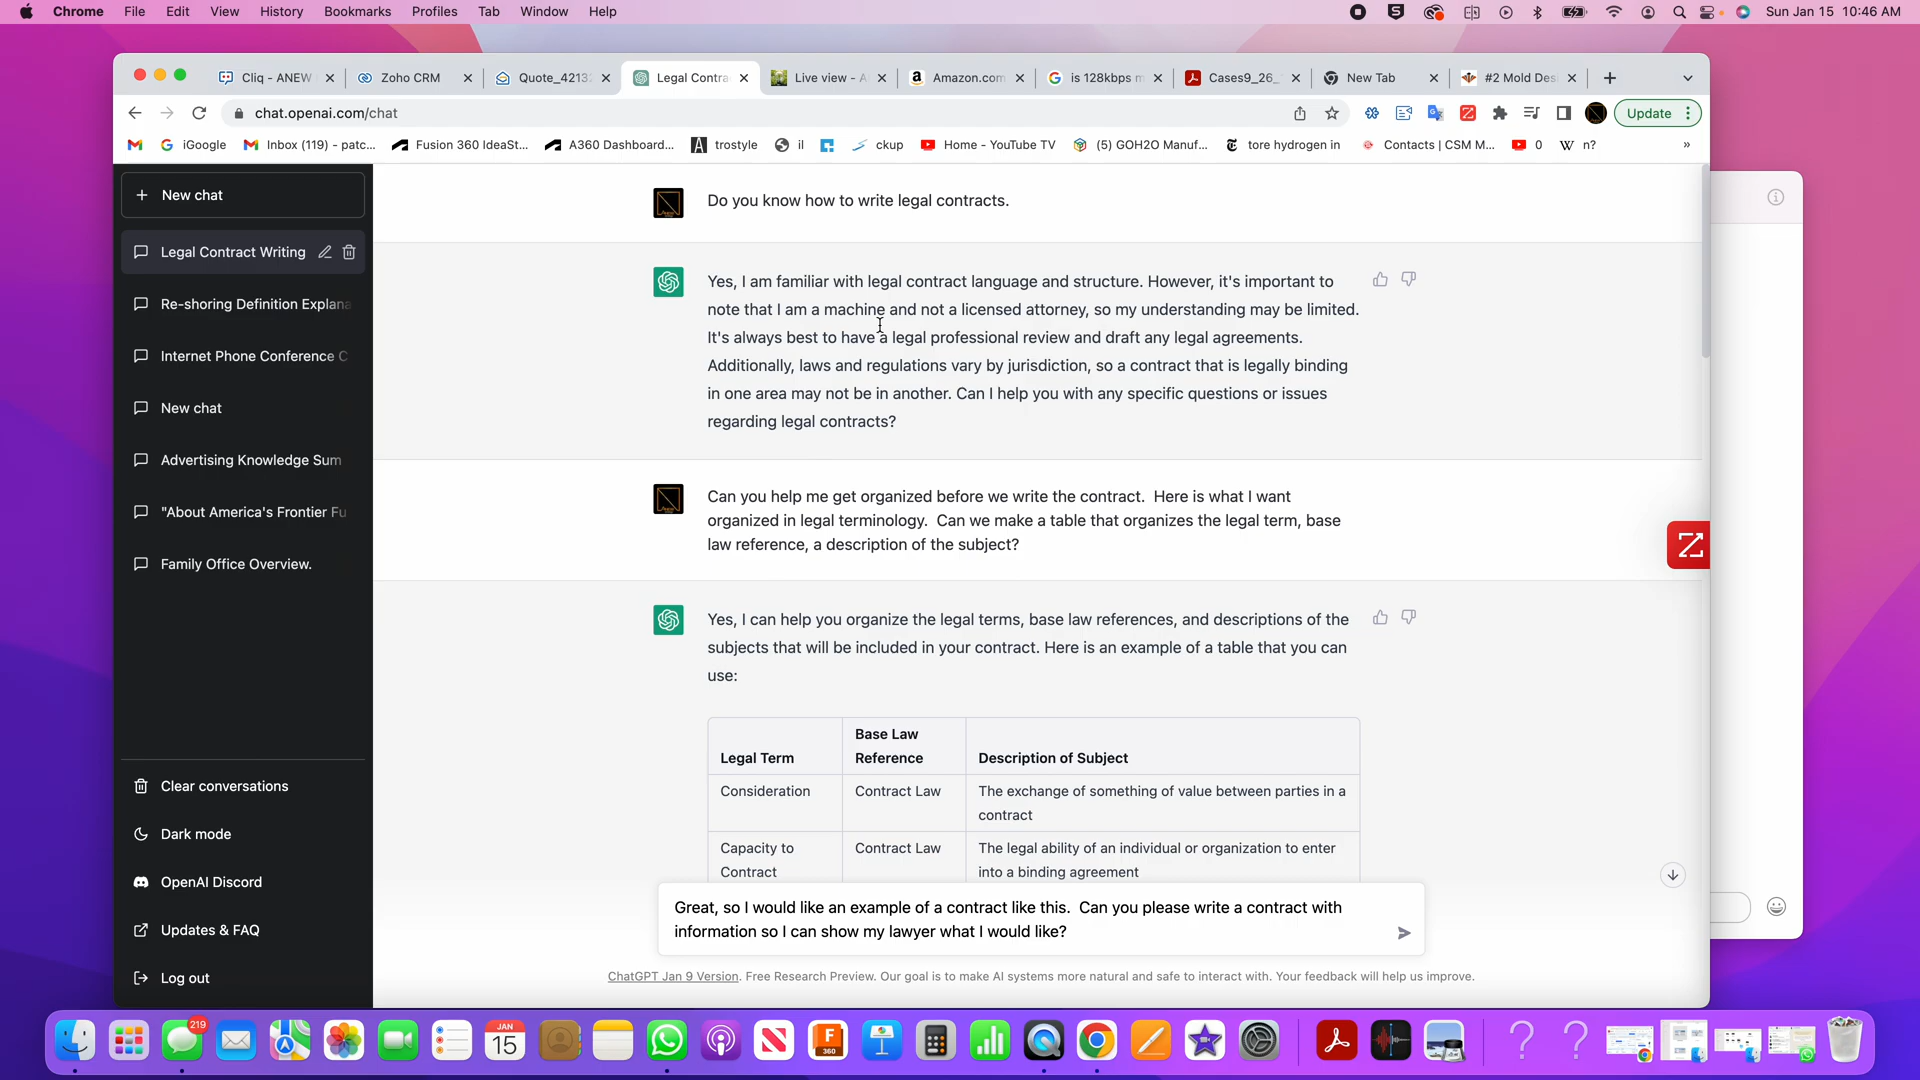 Chrome File Edit View History Bookmarks Profiles Tab Window Help Sun Jan 15 10:46 AM
Cliq - ANEW Zoho CRM Quote_4213 Legal Contra Live view - A Amazon.com is 128kbps m Cases9_26_ New Tab #2 Mold Des
chat.openai.com/chat Update
iGoogle Inbox (119) - patc... Fusion 360 IdeaSt... A360 Dashboard... trostyle il ckup Home - YouTube TV (5) GOH2O Manuf... tore hydrogen in Contacts | CSM M... 0 n? »
New chat
Legal Contract Writing
Re-shoring Definition Explana
Internet Phone Conference C
New chat
Advertising Knowledge Sum
"About America's Frontier Fu
Family Office Overview.
Clear conversations
Dark mode
OpenAI Discord
Updates & FAQ
Log out
Do you know how to write legal contracts.
Yes, I am familiar with legal contract language and structure. However, it's important to
note that I am a machine and not a licensed attorney, so my understanding may be limited.
It's always best to have a legal professional review and draft any legal agreements.
Additionally, laws and regulations vary by jurisdiction, so a contract that is legally binding
in one area may not be in another. Can I help you with any specific questions or issues
regarding legal contracts?
Can you help me get organized before we write the contract. Here is what I want
organized in legal terminology. Can we make a table that organizes the legal term, base
law reference, a description of the subject?
Yes, I can help you organize the legal terms, base law references, and descriptions of the
subjects that will be included in your contract. Here is an example of a table that you can
use:
Base Law
Legal Term Reference Description of Subject
Consideration Contract Law The exchange of something of value between parties in a
contract
Capacity to Contract Law The legal ability of an individual or organization to enter
Contract into a binding agreement
Great, so I would like an example of a contract like this. Can you please write a contract with
information so I can show my lawyer what I would like?
ChatGPT Jan 9 Version. Free Research Preview. Our goal is to make AI systems more natural and safe to interact with. Your feedback will help us improve.
219
JAN
15
F
360